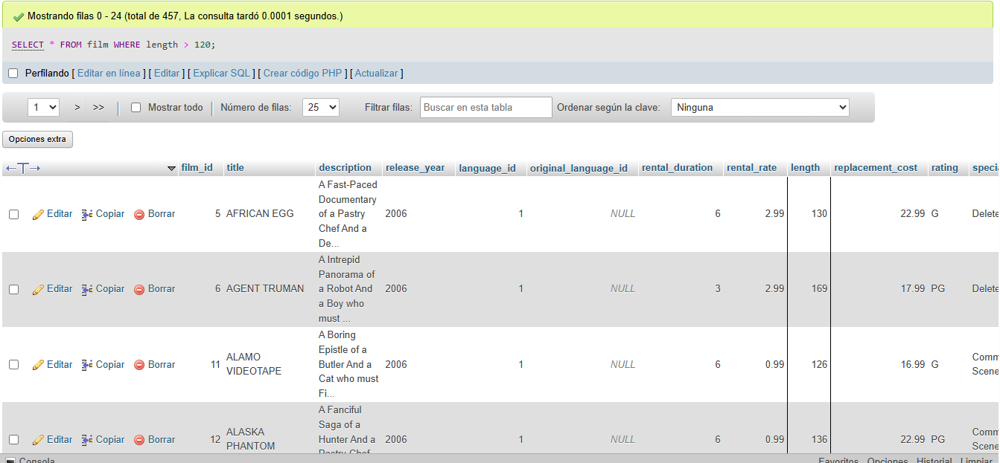 Mostrando filas 0 - 24 (total de 457, La consulta tardó 0.0001 segundos.)
SELECT * FROM film WHERE length > 120;
Perfilando [ Editar en línea ] [ Editar ] [ Explicar SQL ] [ Crear código PHP ] [ Actualizar ]
1 > >> | Mostrar todo | Número de filas: 25 Filtrar filas: Buscar en esta tabla Ordenar según la clave: Ninguna
Opciones extra
film_id title description release_year language_id original_language_id rental_duration rental_rate length replacement_cost rating speci
A Fast-Paced
Documentary
Editar Copiar Borrar 5 AFRICAN EGG of a Pastry 2006 1 NULL 6 2.99 130 22.99 G Delete
Chef And a
De...
A Intrepid
Panorama of
Editar Copiar Borrar 6 AGENT TRUMAN a Robot And 2006 1 NULL 3 2.99 169 17.99 PG Delete
a Boy who
must ...
A Boring
Epistle of a
Editar Copiar Borrar 11 ALAMO VIDEOTAPE Butler And a 2006 1 NULL 6 0.99 126 16.99 G Comm Scene
Cat who must
Fi...
A Fanciful
Saga of a
Editar Copiar Borrar 12 ALASKA PHANTOM Hunter And a 2006 1 NULL 6 0.99 136 22.99 PG Comm Scene
Pastry Chef
Consola Favoritos Opciones Historial Limpiar